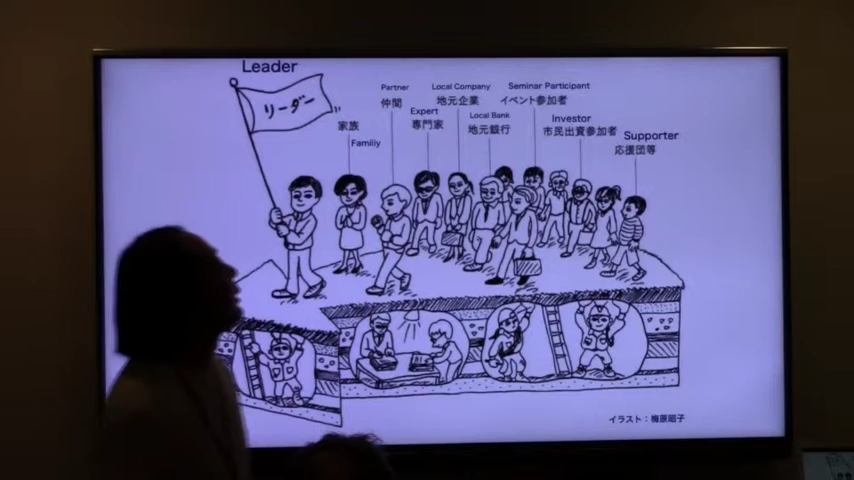 Leader
リーダー
家族
Family
Partner
仲間
Expert
専門家
Local Company
地元企業
Local Bank
地元銀行
Seminar Participant
イベント参加者
Investor
市民出資参加者
Supporter
応援団等
イラスト：梅原昭子